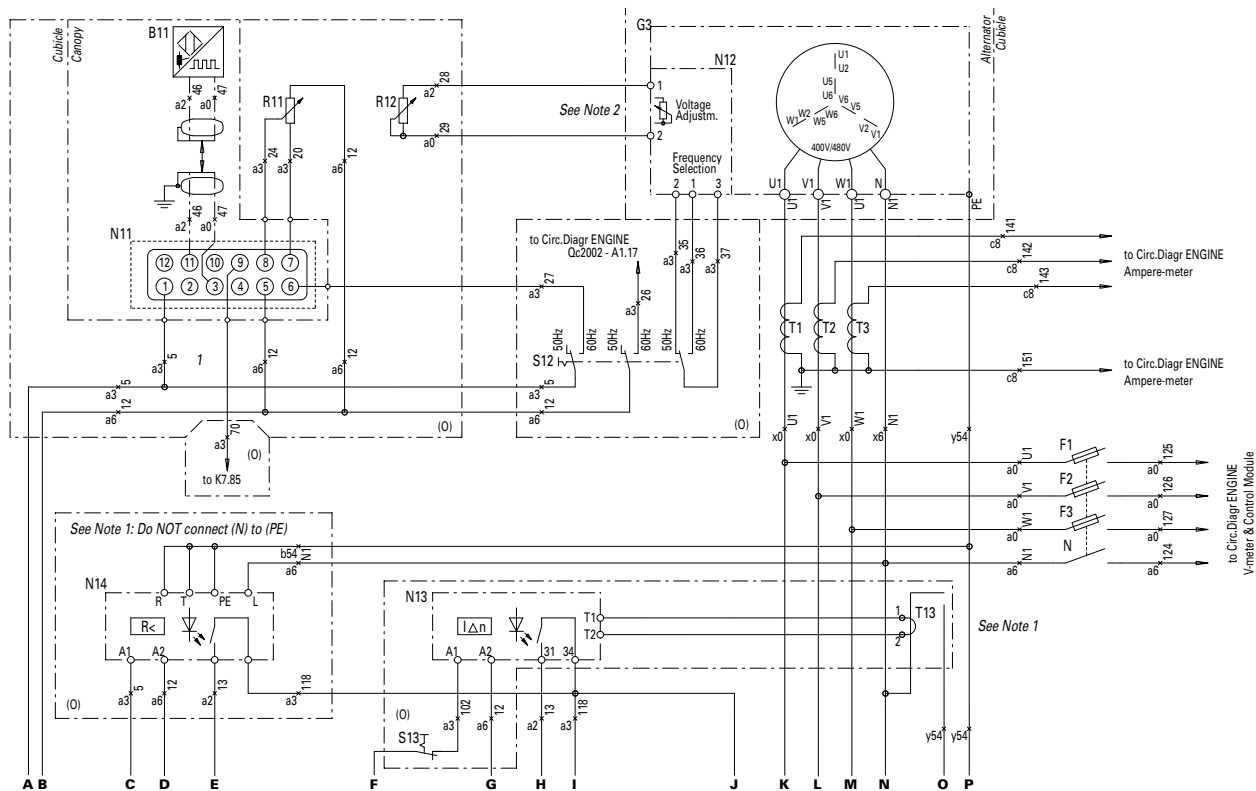 Cubicle
Canopy
B11
46
47
a2
a0
46
47
a2
a0
N11
12 11 10 9 8 7
1 2 3 4 5 6
R11
24
20
12
a3
a3
a6
R12
a2
28
29
a0
See Note 2
G3
N12
1
2
Voltage
Adjustm.
Frequency
Selection
2 1 3
Alternator
Cubicle
U1
U2
U5
U6
V6
V5
V2
V1
W1
W2
W5
W6
400V/480V
U1 V1 W1 N
U1
V1
U1
N1
PE
to Circ.Diagr ENGINE
Qc2002 - A1.17
35
36
37
a3
a3
27
a3
26
a3
50Hz
60Hz
50Hz
60Hz
50Hz
60Hz
S12
5
a3
12
a6
(O)
141
c8
142
c8
143
c8
to Circ.Diagr ENGINE
Ampere-meter
T1 T2 T3
151
c8
to Circ.Diagr ENGINE
Ampere-meter
5
a3
1
12
a6
12
a6
5
a3
12
a6
(O)
70
a3
(O)
to K7.85
U1
x0
V1
x0
W1
x0
N1
x6
y54
U1
a0
F1
125
a0
V1
a0
F2
126
a0
W1
a0
F3
127
a0
N1
a6
N
124
a6
to Circ.Diagr ENGINE
V-meter & Control Module
See Note 1: Do NOT connect (N) to (PE)
b54
N1
a6
N14
R T PE L
R<
A1 A2
5
a3
12
a6
13
a2
118
a3
(O)
N13
I△n
T1
T2
A1 A2 31 34
1
2
T13
See Note 1
102
a3
12
a6
13
a2
118
a3
(O)
S13
y54
y54
A B C D E F G H I J K L M N O P